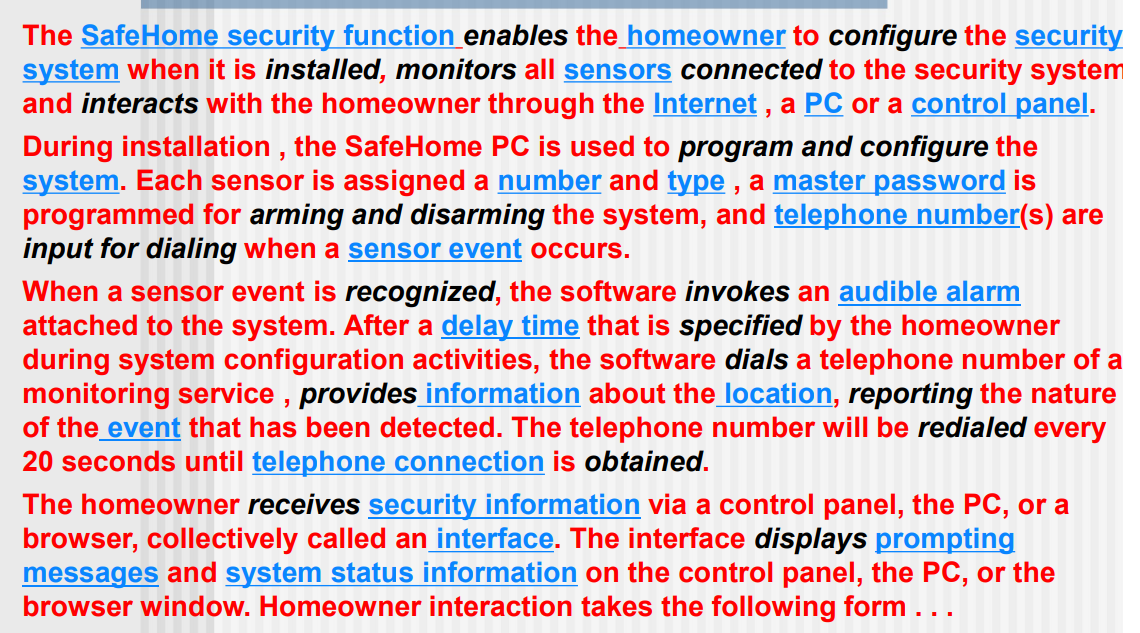 The SafeHome security function enables the homeowner to configure the security
system when it is installed, monitors all sensors connected to the security system
and interacts with the homeowner through the Internet , a PC or a control panel.
During installation , the SafeHome PC is used to program and configure the
system. Each sensor is assigned a number and type , a master password is
programmed for arming and disarming the system, and telephone number(s) are
input for dialing when a sensor event occurs.
When a sensor event is recognized, the software invokes an audible alarm
attached to the system. After a delay time that is specified by the homeowner
during system configuration activities, the software dials a telephone number of a
monitoring service , provides information about the location, reporting the nature
of the event that has been detected. The telephone number will be redialed every
20 seconds until telephone connection is obtained.
The homeowner receives security information via a control panel, the PC, or a
browser, collectively called an interface. The interface displays prompting
messages and system status information on the control panel, the PC, or the
browser window. Homeowner interaction takes the following form . . .